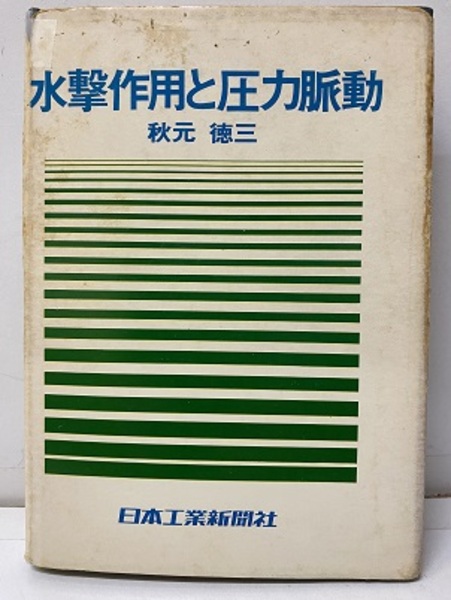 水撃作用と圧力脈動
秋元 徳三
日本工業新聞社